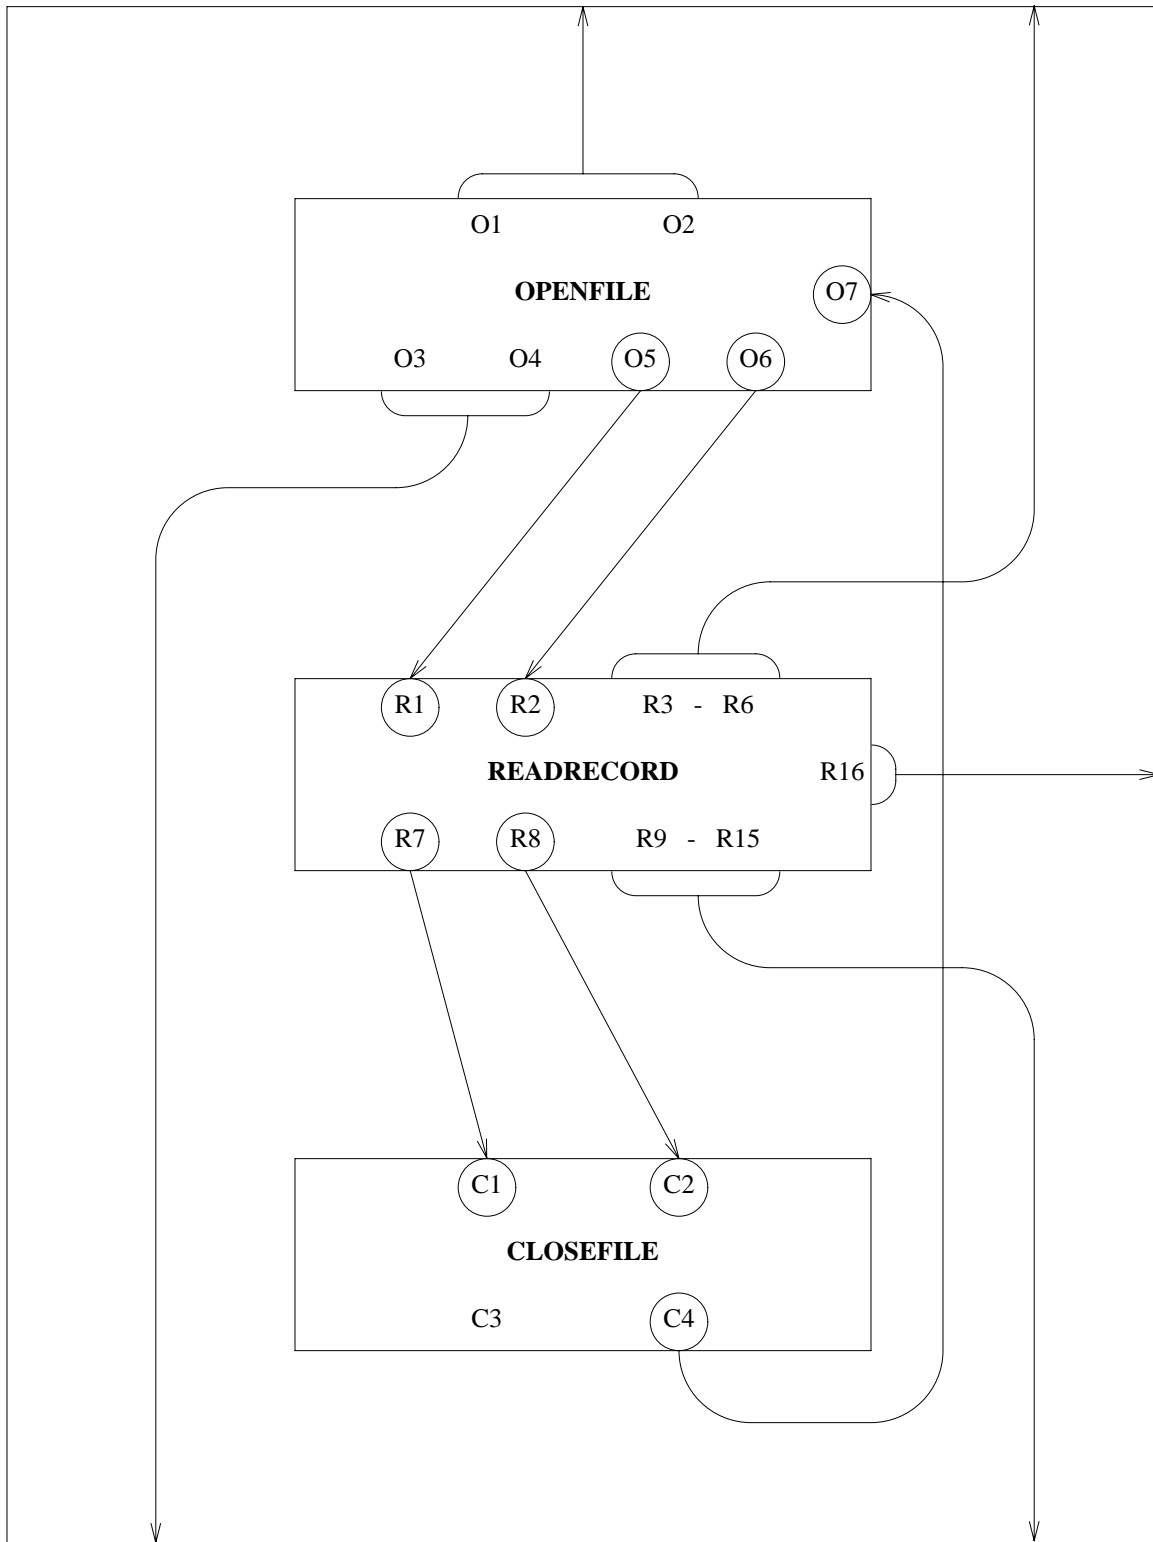 O1 O2
OPENFILE O7
O3 O4 O5 O6
R1 R2 R3 - R6
READRECORD R16
R7 R8 R9 - R15
C1 C2
CLOSEFILE
C3 C4